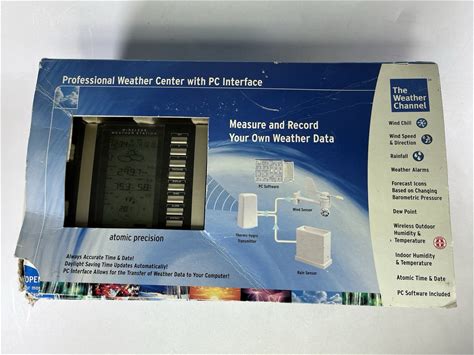 Professional Weather Center with PC Interface
The
Weather
Channel
Measure and Record
Your Own Weather Data
WIRELESS
WEATHER STATION
Wind Chill
Wind Speed
& Direction
Rainfall
Weather Alarms
Forecast Icons
Based on Changing
Barometric Pressure
Dew Point
Wireless Outdoor
Humidity &
Temperature
Indoor Humidity
& Temperature
Atomic Time & Date
PC Software Included
PC Software
Wind Sensor
Thermo-hygro
Transmitter
Rain Sensor
atomic precision
Always Accurate Time & Date!
Daylight Saving Time Updates Automatically!
PC Interface Allows for the Transfer of Weather Data to Your Computer!
OPEN